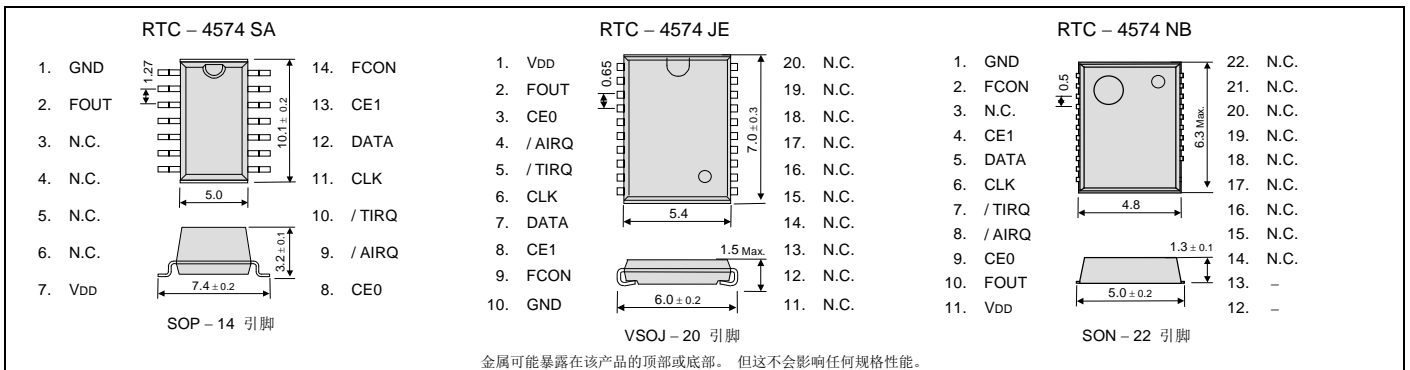 RTC – 4574 SA
1. GND
2. FOUT
3. N.C.
4. N.C.
5. N.C.
6. N.C.
7. VDD
1.27
10.1 ± 0.2
5.0
14. FCON
13. CE1
12. DATA
11. CLK
10. / TIRQ
9. / AIRQ
8. CE0
3.2 ± 0.1
7.4 ± 0.2
SOP – 14 引脚
RTC – 4574 JE
1. VDD
2. FOUT
3. CE0
4. / AIRQ
5. / TIRQ
6. CLK
7. DATA
8. CE1
9. FCON
10. GND
0.65
7.0 ± 0.3
5.4
20. N.C.
19. N.C.
18. N.C.
17. N.C.
16. N.C.
15. N.C.
14. N.C.
13. N.C.
12. N.C.
11. N.C.
1.5 Max.
6.0 ± 0.2
VSOJ – 20 引脚
RTC – 4574 NB
1. GND
2. FCON
3. N.C.
4. CE1
5. DATA
6. CLK
7. / TIRQ
8. / AIRQ
9. CE0
10. FOUT
11. VDD
0.5
6.3 Max.
4.8
22. N.C.
21. N.C.
20. N.C.
19. N.C.
18. N.C.
17. N.C.
16. N.C.
15. N.C.
14. N.C.
13. –
12. –
1.3 ± 0.1
5.0 ± 0.2
SON – 22 引脚
金属可能暴露在该产品的顶部或底部。 但这不会影响任何规格性能。